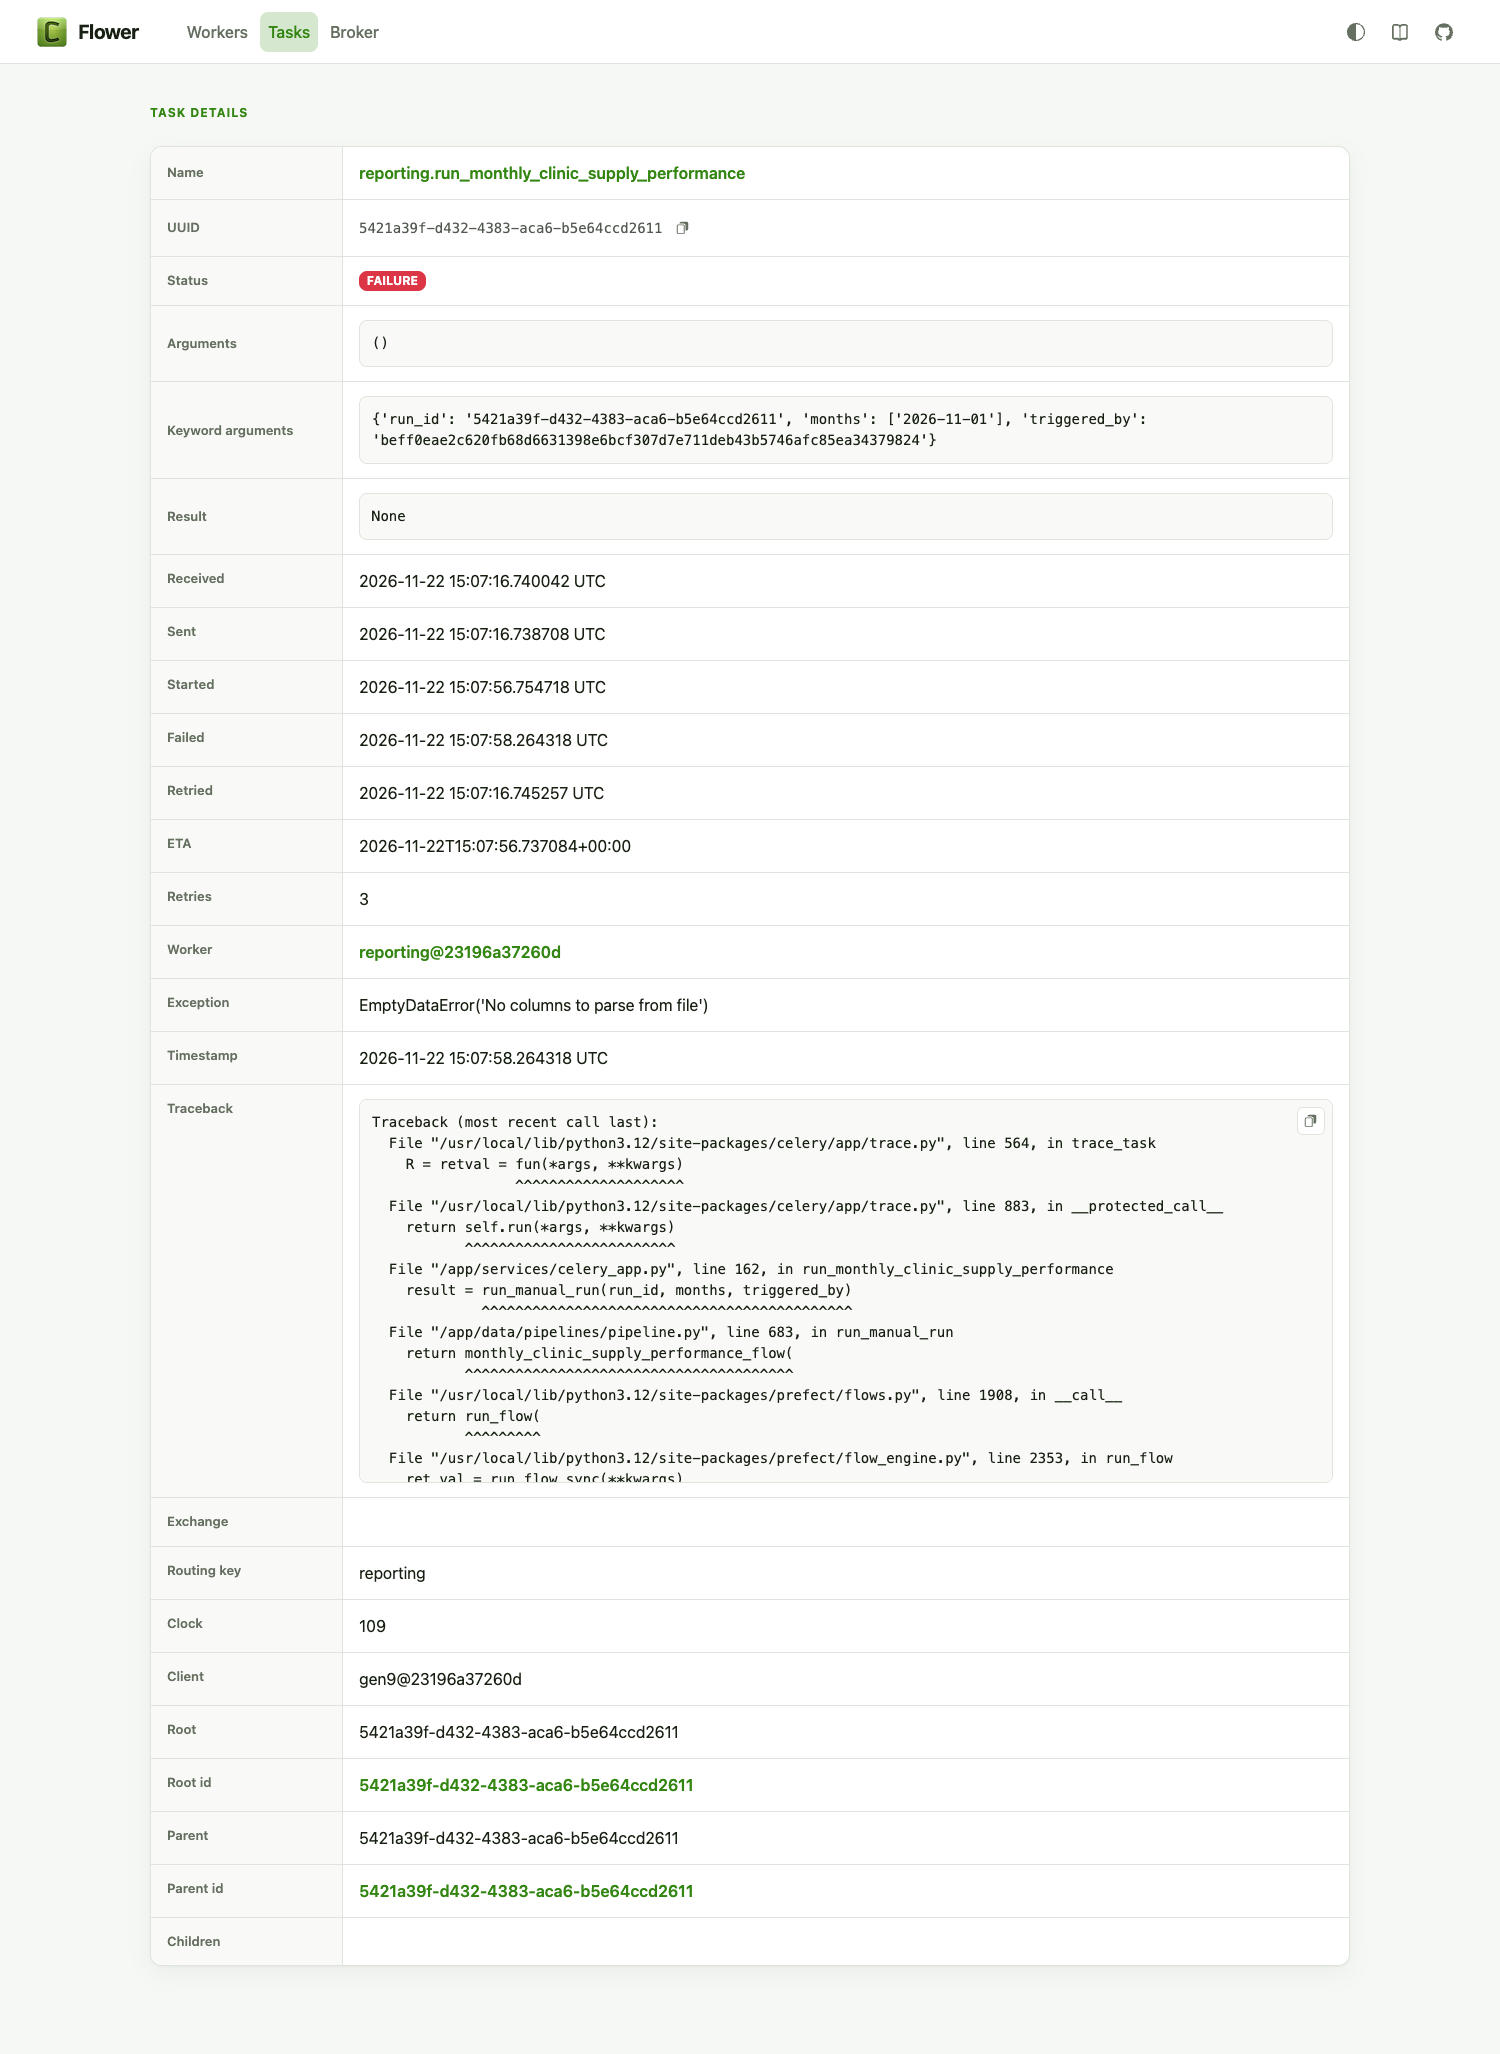 Flower
Workers
Tasks
Broker
TASK DETAILS
Name
reporting.run_monthly_clinic_supply_performance
UUID
5421a39f-d432-4383-aca6-b5e64ccd2611
Status
FAILURE
Arguments
()
Keyword arguments
{'run_id': '5421a39f-d432-4383-aca6-b5e64ccd2611', 'months': ['2026-11-01'], 'triggered_by':
'beff0eae2c620fb68d6631398e6bcf307d7e711deb43b5746afc85ea34379824'}
Result
None
Received
2026-11-22 15:07:16.740042 UTC
Sent
2026-11-22 15:07:16.738708 UTC
Started
2026-11-22 15:07:56.754718 UTC
Failed
2026-11-22 15:07:58.264318 UTC
Retried
2026-11-22 15:07:16.745257 UTC
ETA
2026-11-22T15:07:56.737084+00:00
Retries
3
Worker
reporting@23196a37260d
Exception
EmptyDataError('No columns to parse from file')
Timestamp
2026-11-22 15:07:58.264318 UTC
Traceback
Traceback (most recent call last):
  File "/usr/local/lib/python3.12/site-packages/celery/app/trace.py", line 564, in trace_task
    R = retval = fun(*args, **kwargs)
                 ^^^^^^^^^^^^^^^^^^^^
  File "/usr/local/lib/python3.12/site-packages/celery/app/trace.py", line 883, in __protected_call__
    return self.run(*args, **kwargs)
           ^^^^^^^^^^^^^^^^^^^^^^^^^
  File "/app/services/celery_app.py", line 162, in run_monthly_clinic_supply_performance
    result = run_manual_run(run_id, months, triggered_by)
             ^^^^^^^^^^^^^^^^^^^^^^^^^^^^^^^^^^^^^^^^^^^^
  File "/app/data/pipelines/pipeline.py", line 683, in run_manual_run
    return monthly_clinic_supply_performance_flow(
           ^^^^^^^^^^^^^^^^^^^^^^^^^^^^^^^^^^^^^^^
  File "/usr/local/lib/python3.12/site-packages/prefect/flows.py", line 1908, in __call__
    return run_flow(
           ^^^^^^^^^
  File "/usr/local/lib/python3.12/site-packages/prefect/flow_engine.py", line 2353, in run_flow
    ret_val = run_flow_sync(**kwargs)
Exchange
Routing key
reporting
Clock
109
Client
gen9@23196a37260d
Root
5421a39f-d432-4383-aca6-b5e64ccd2611
Root id
5421a39f-d432-4383-aca6-b5e64ccd2611
Parent
5421a39f-d432-4383-aca6-b5e64ccd2611
Parent id
5421a39f-d432-4383-aca6-b5e64ccd2611
Children